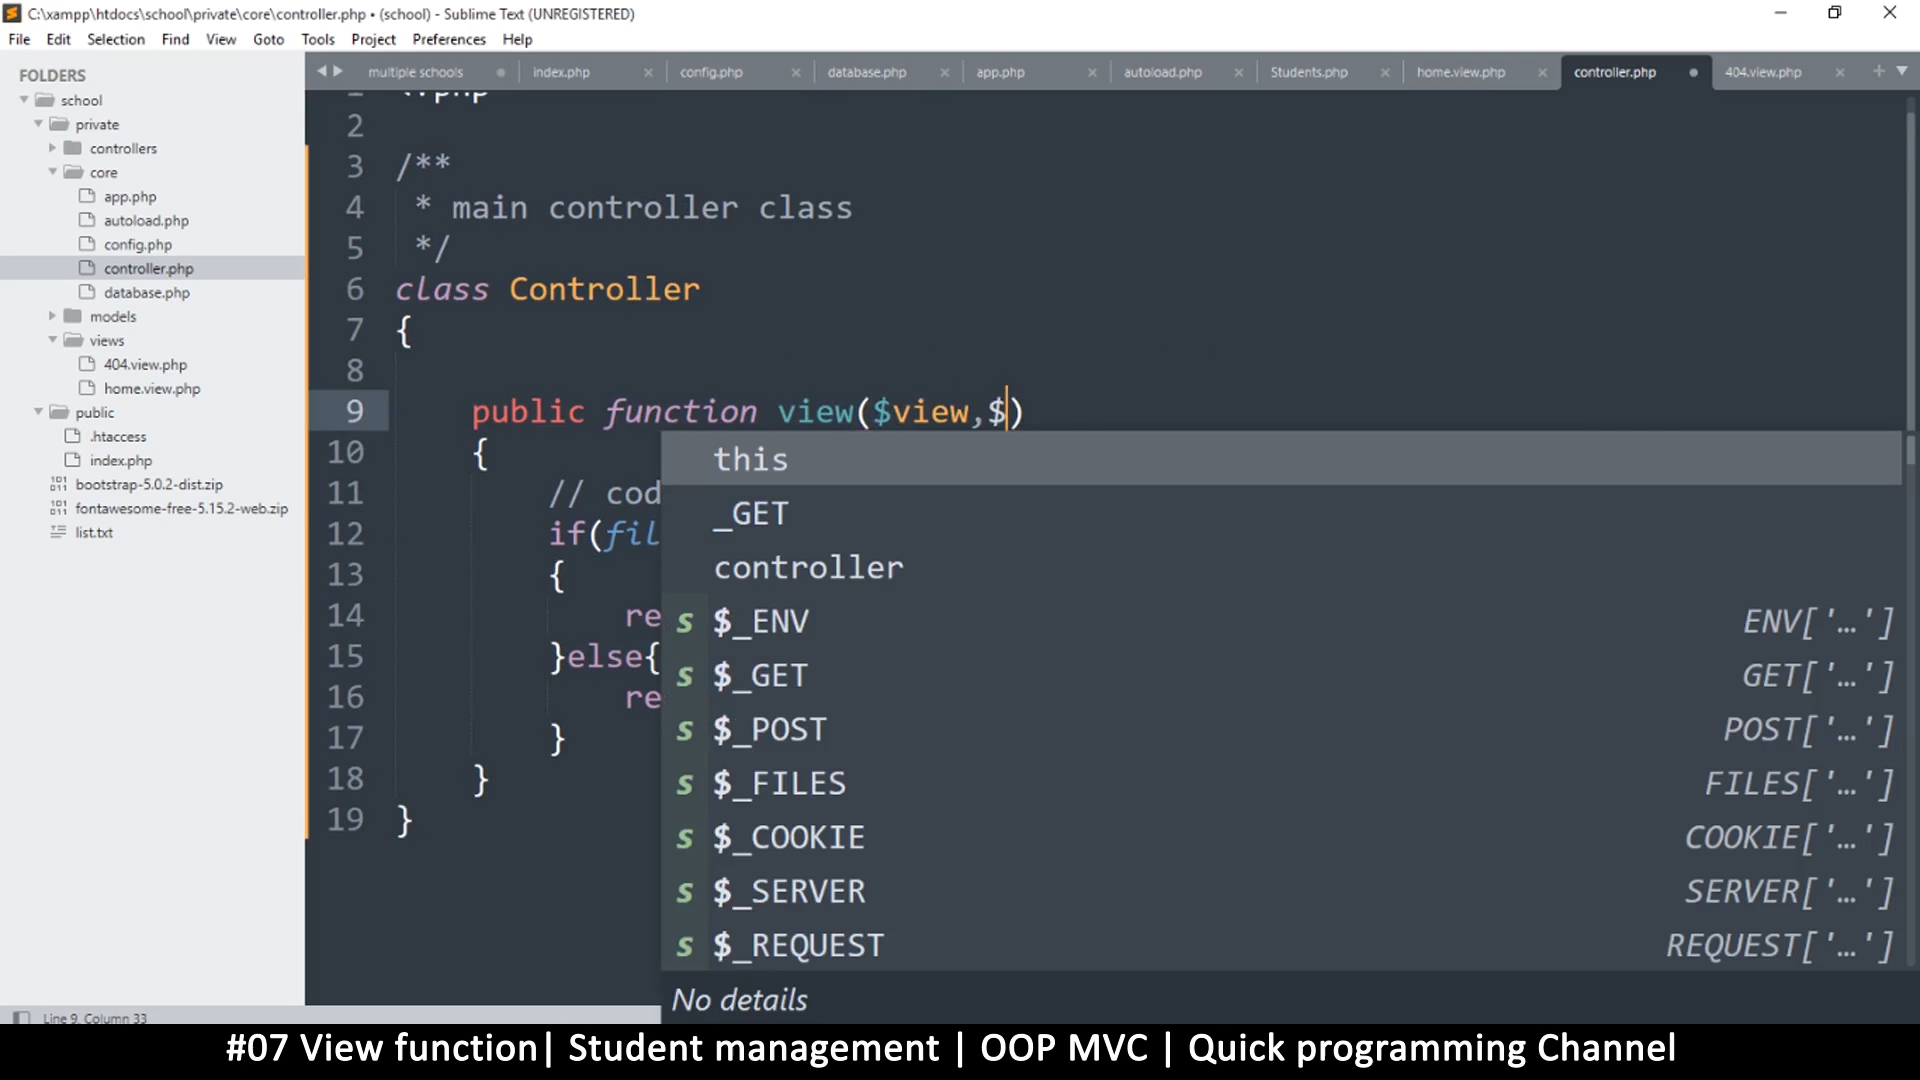 C:\xampp\htdocs\school\private\core\controller.php • (school) - Sublime Text (UNREGISTERED)
File Edit Selection Find View Goto Tools Project Preferences Help
FOLDERS
school
private
controllers
core
app.php
autoload.php
config.php
controller.php
database.php
models
views
404.view.php
home.view.php
public
.htaccess
index.php
bootstrap-5.0.2-dist.zip
fontawesome-free-5.15.2-web.zip
list.txt
multiple schools index.php config.php database.php app.php autoload.php Students.php home.view.php controller.php 404.view.php
1 <?php
2
3 /**
4 * main controller class
5 */
6 class Controller
7 {
8
9 public function view($view,$)
10 {
11 // cod
12 if(fil
13 {
14 re
15 }else{
16 re
17 }
18 }
19 }
this
_GET
controller
s $_ENV ENV['…']
s $_GET GET['…']
s $_POST POST['…']
s $_FILES FILES['…']
s $_COOKIE COOKIE['…']
s $_SERVER SERVER['…']
s $_REQUEST REQUEST['…']
No details
Line 9, Column 33
#07 View function| Student management | OOP MVC | Quick programming Channel